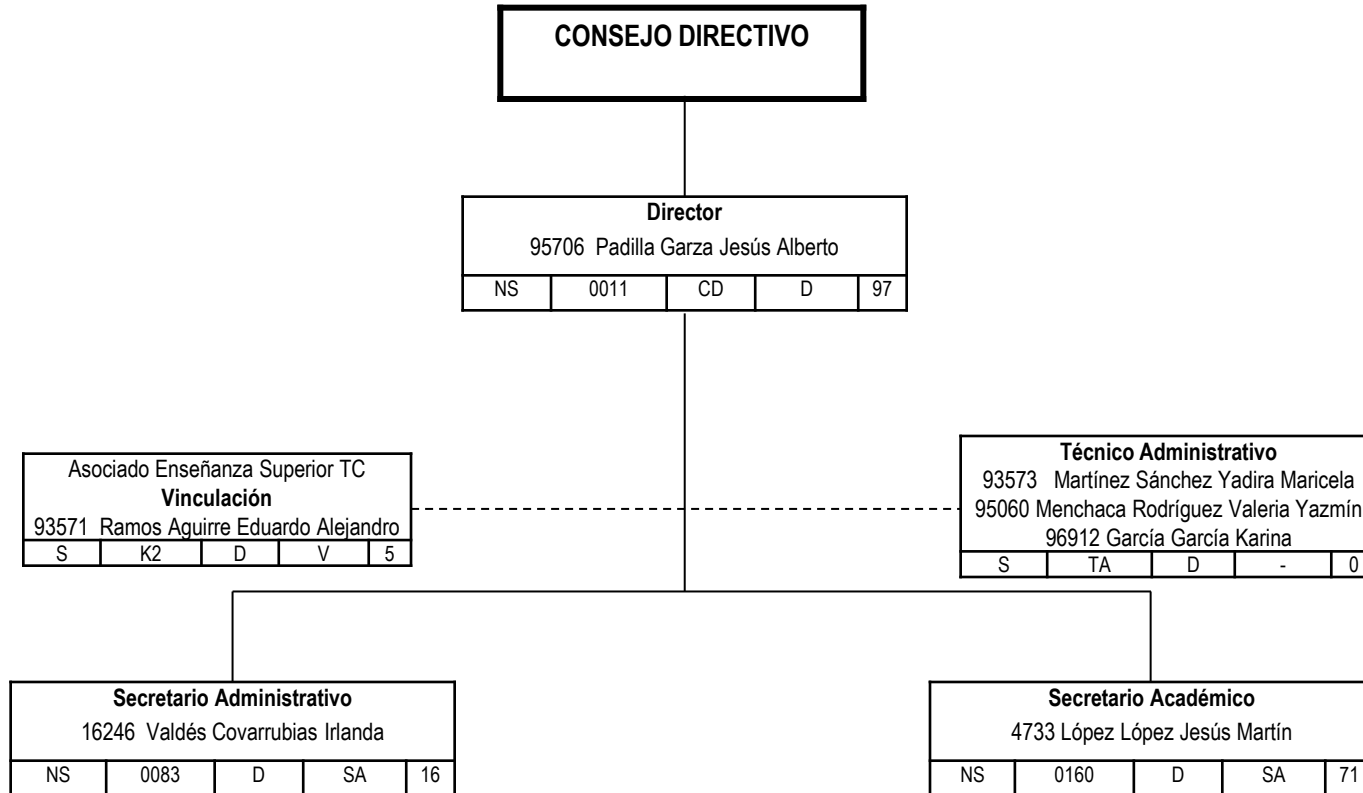 CONSEJO DIRECTIVO
Director
95706 Padilla Garza Jesús Alberto
NS 0011 CD D 97
Asociado Enseñanza Superior TC
Vinculación
93571 Ramos Aguirre Eduardo Alejandro
S K2 D V 5
Técnico Administrativo
93573 Martínez Sánchez Yadira Maricela
95060 Menchaca Rodríguez Valeria Yazmín
96912 García García Karina
S TA D - 0
Secretario Administrativo
16246 Valdés Covarrubias Irlanda
NS 0083 D SA 16
Secretario Académico
4733 López López Jesús Martín
NS 0160 D SA 71